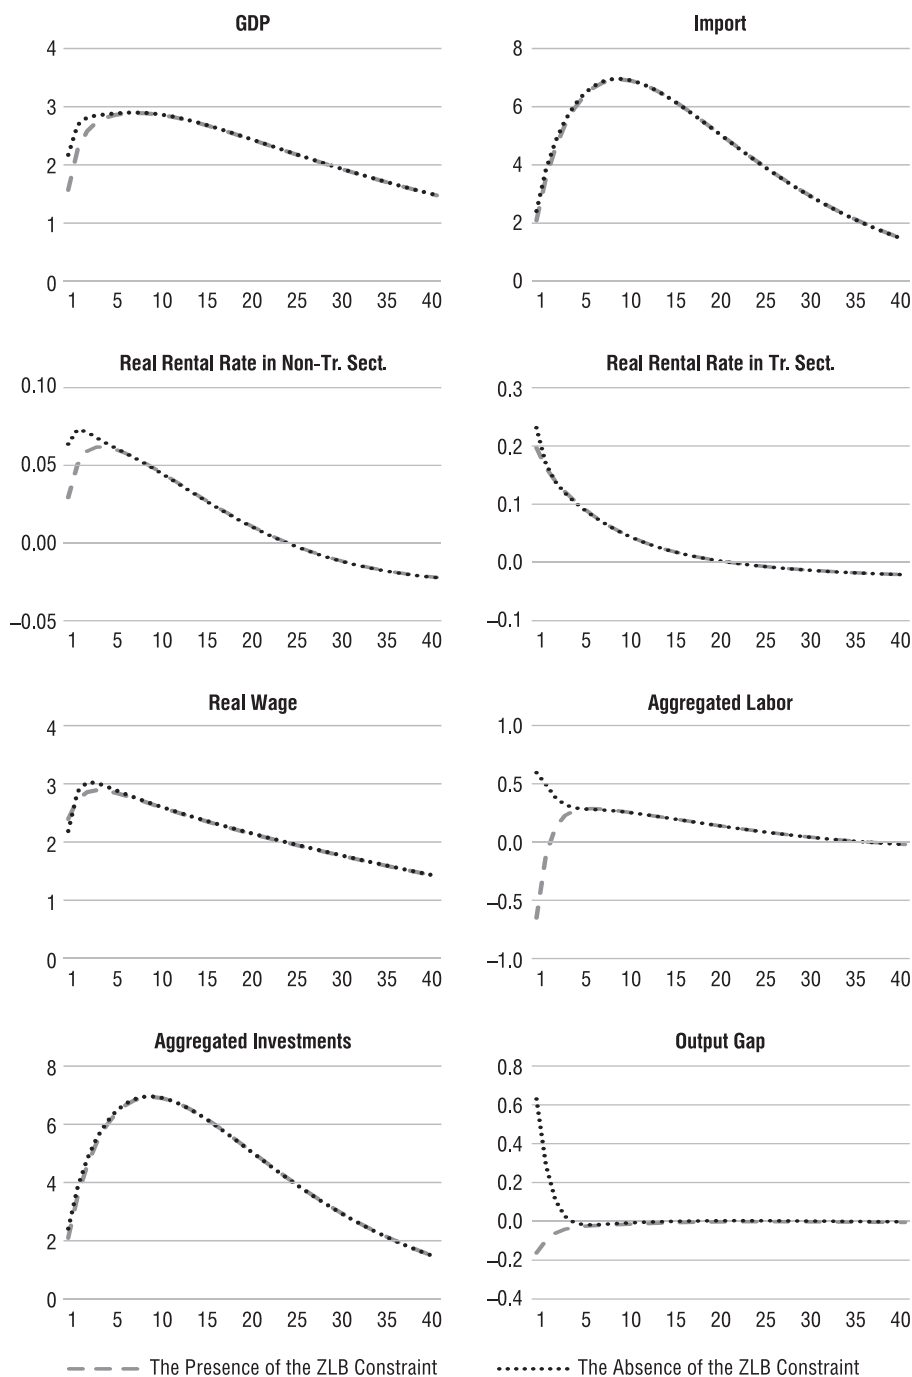 GDP
4
3
2
1
0
1 5 10 15 20 25 30 35 40
Import
8
6
4
2
0
1 5 10 15 20 25 30 35 40
Real Rental Rate in Non-Tr. Sect.
0.10
0.05
0.00
–0.05
1 5 10 15 20 25 30 35 40
Real Rental Rate in Tr. Sect.
0.3
0.2
0.1
0.0
–0.1
1 5 10 15 20 25 30 35 40
Real Wage
4
3
2
1
0
1 5 10 15 20 25 30 35 40
Aggregated Labor
1.0
0.5
0.0
–0.5
–1.0
1 5 10 15 20 25 30 35 40
Aggregated Investments
8
6
4
2
0
1 5 10 15 20 25 30 35 40
Output Gap
0.8
0.6
0.4
0.2
0.0
–0.2
–0.4
1 5 10 15 20 25 30 35 40
The Presence of the ZLB Constraint
The Absence of the ZLB Constraint